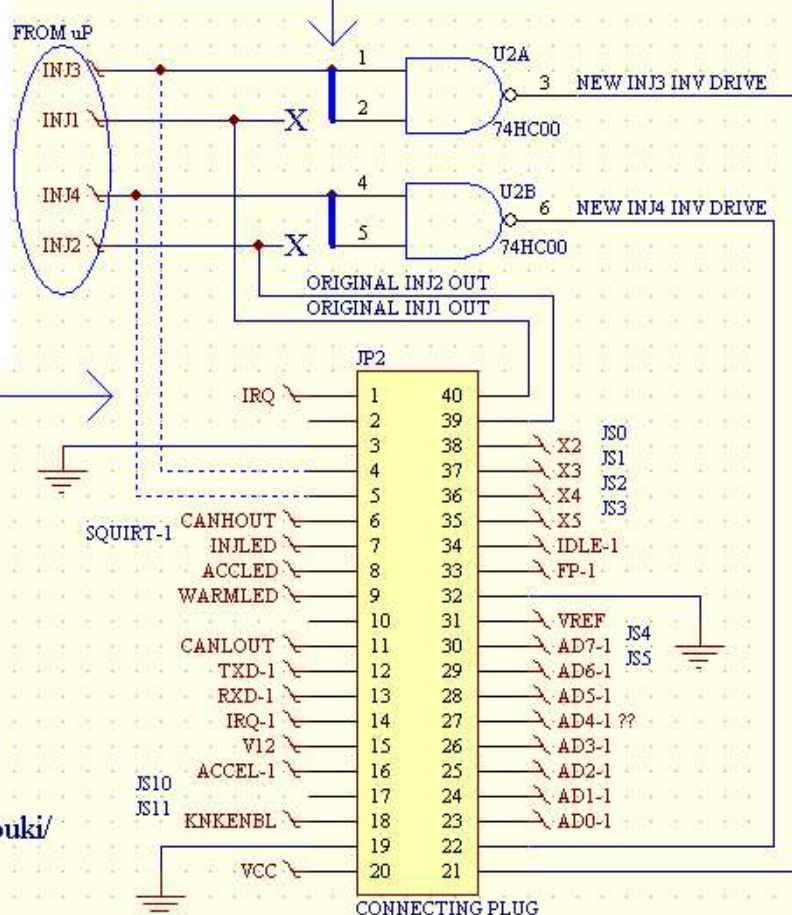 FROM uP
INJ3
INJ1
INJ4
INJ2
X
X
1
2
U2A
3
74HC00
NEW INJ3 INV DRIVE
4
5
U2B
6
74HC00
NEW INJ4 INV DRIVE
ORIGINAL INJ2 OUT
ORIGINAL INJ1 OUT
JP2
IRQ 1 40
2 39
3 38 X2 JS0
4 37 X3 JS1
5 36 X4 JS2
SQUIRT-1 CANHOUT 6 35 X5 JS3
INJLED 7 34 IDLE-1
ACCLED 8 33 FP-1
WARMLED 9 32
10 31 VREF
CANLOUT 11 30 AD7-1 JS4
TXD-1 12 29 AD6-1 JS5
RXD-1 13 28 AD5-1
IRQ-1 14 27 AD4-1 ??
V12 15 26 AD3-1
ACCEL-1 16 25 AD2-1
JS10 17 24 AD1-1
JS11
KNKENBL 18 23 AD0-1
19 22
VCC 20 21
ouki/
CONNECTING PLUG